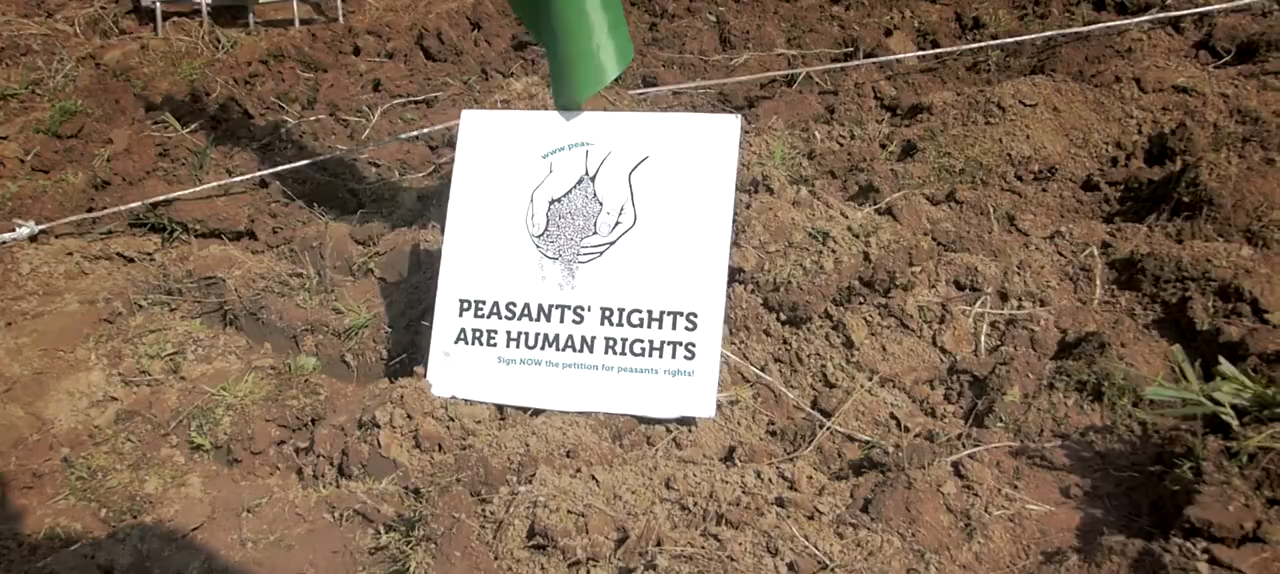 www.peas
PEASANTS' RIGHTS
ARE HUMAN RIGHTS
Sign NOW the petition for peasants' rights!